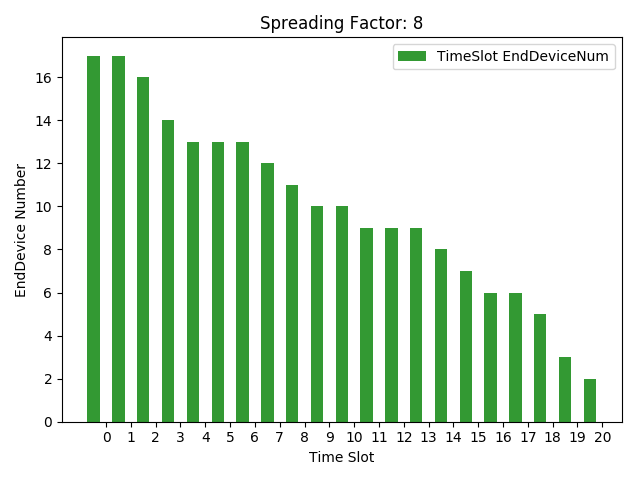 Spreading Factor: 8
TimeSlot EndDeviceNum
EndDevice Number
16
14
12
10
8
6
4
2
0
0 1 2 3 4 5 6 7 8 9 10 11 12 13 14 15 16 17 18 19 20
Time Slot